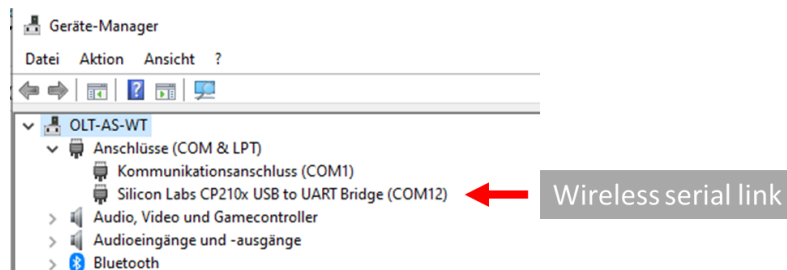 Geräte-Manager
Datei Aktion Ansicht ?
OLT-AS-WT
Anschlüsse (COM & LPT)
Kommunikationsanschluss (COM1)
Silicon Labs CP210x USB to UART Bridge (COM12)
Wireless serial link
Audio, Video und Gamecontroller
Audioeingänge und -ausgänge
Bluetooth